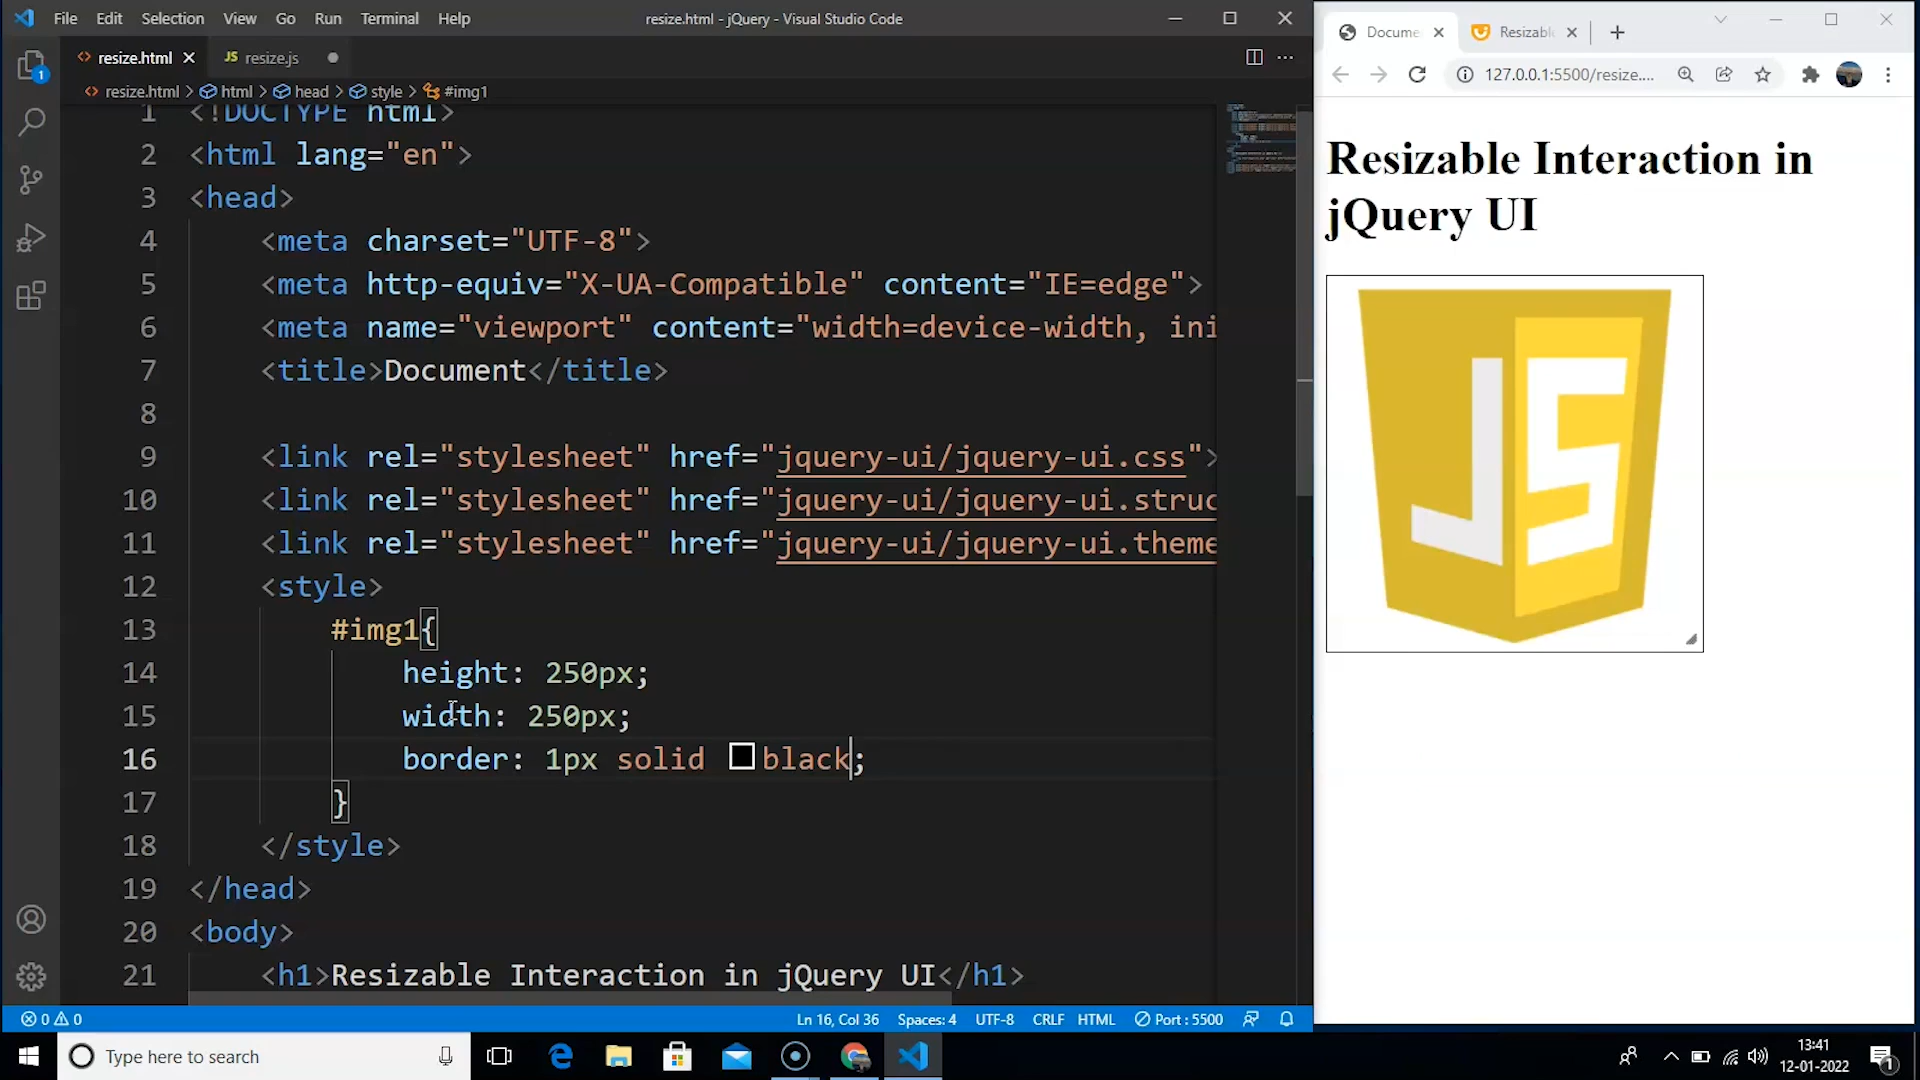 File Edit Selection View Go Run Terminal Help resize.html - jQuery - Visual Studio Code
resize.html JS resize.js
resize.html > html > head > style > #img1
1 <!DOCTYPE html>
2 <html lang="en">
3 <head>
4 <meta charset="UTF-8">
5 <meta http-equiv="X-UA-Compatible" content="IE=edge">
6 <meta name="viewport" content="width=device-width, ini
7 <title>Document</title>
8
9 <link rel="stylesheet" href="jquery-ui/jquery-ui.css">
10 <link rel="stylesheet" href="jquery-ui/jquery-ui.struc
11 <link rel="stylesheet" href="jquery-ui/jquery-ui.theme
12 <style>
13 #img1{
14 height: 250px;
15 width: 250px;
16 border: 1px solid black;
17 }
18 </style>
19 </head>
20 <body>
21 <h1>Resizable Interaction in jQuery UI</h1>
0 0 Ln 16, Col 36 Spaces: 4 UTF-8 CRLF HTML Port : 5500
Docume Resizabl
127.0.0.1:5500/resize....
Resizable Interaction in
jQuery UI
JS
1
Type here to search
13:41
12-01-2022
1